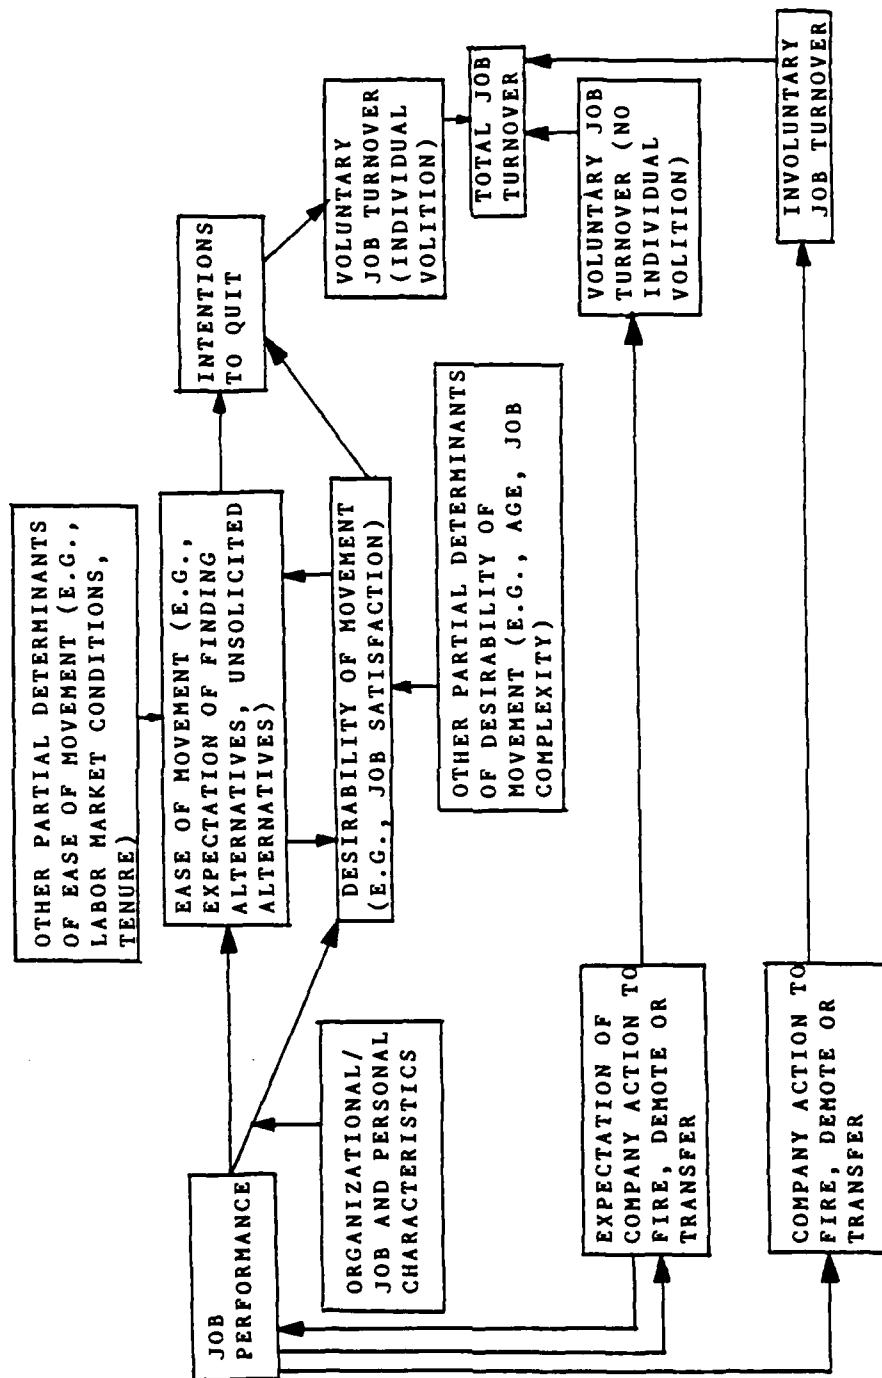 OTHER PARTIAL DETERMINANTS
OF EASE OF MOVEMENT (E.G.,
LABOR MARKET CONDITIONS,
TENURE)
EASE OF MOVEMENT (E.G.,
EXPECTATION OF FINDING
ALTERNATIVES, UNSOLICITED
ALTERNATIVES)
JOB
PERFORMANCE
INTENTIONS
TO QUIT
DESIRABILITY OF MOVEMENT
(E.G., JOB SATISFACTION)
ORGANIZATIONAL/
JOB AND PERSONAL
CHARACTERISTICS
VOLUNTARY
JOB TURNOVER
(INDIVIDUAL
VOLITION)
OTHER PARTIAL DETERMINANTS
OF DESIRABILITY OF
MOVEMENT (E.G., AGE, JOB
COMPLEXITY)
TOTAL JOB
TURNOVER
EXPECTATION OF
COMPANY ACTION TO
FIRE, DEMOTE OR
TRANSFER
VOLUNTARY JOB
TURNOVER (NO
INDIVIDUAL
VOLITION)
COMPANY ACTION TO
FIRE, DEMOTE OR
TRANSFER
INVOLUNTARY
JOB TURNOVER